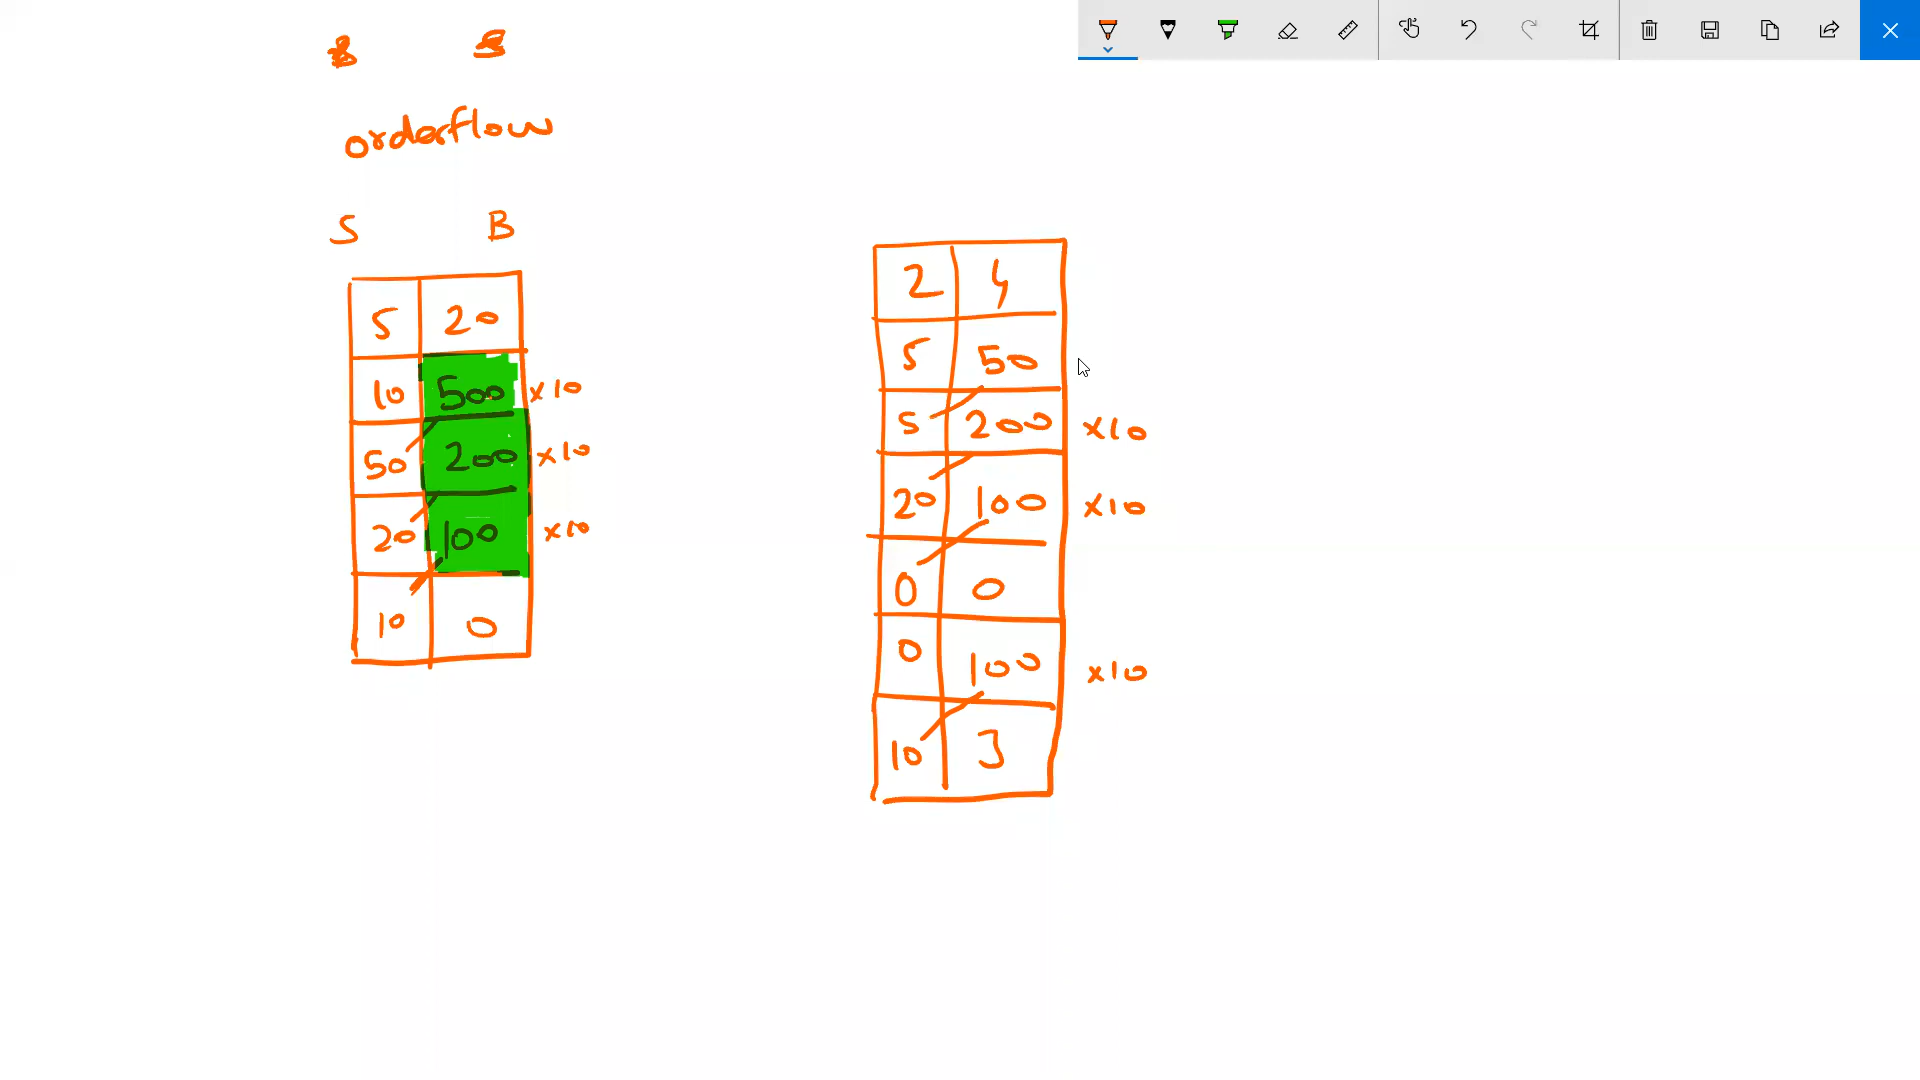 orderflow
S B
5 20
10 500 x10
50 200 x10
20 100 x10
10 0
2 4
5 50
5 200 x10
20 100 x10
0 0
0 100 x10
10 3